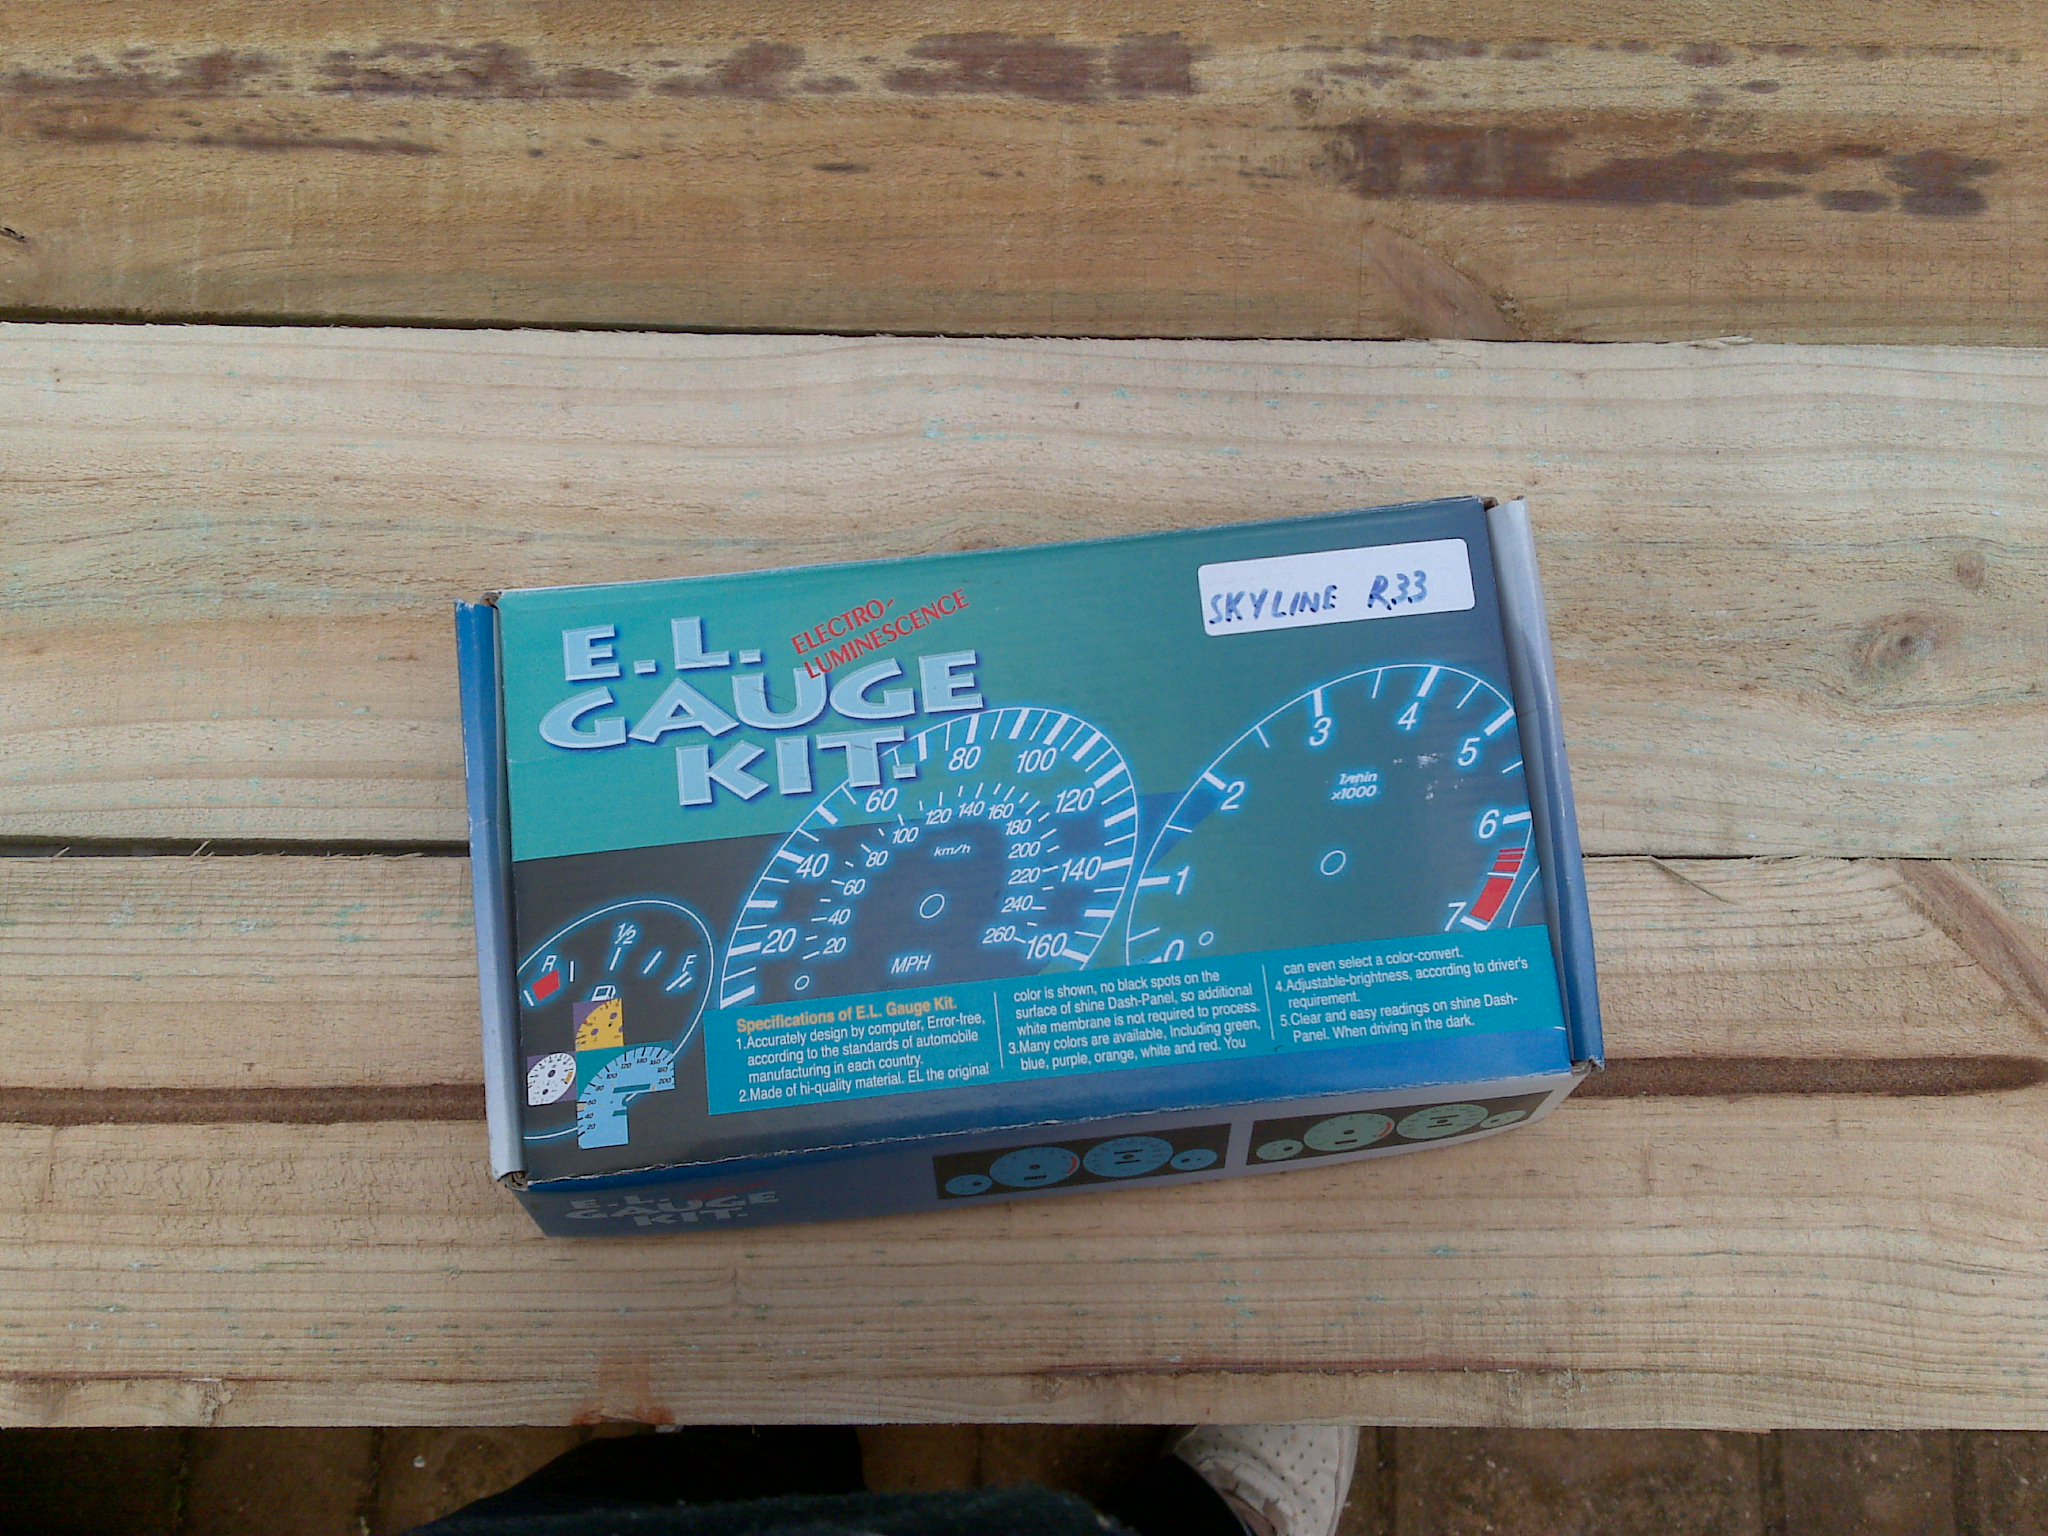 SKYLINE R33
ELECTRO-
LUMINESCENCE
E.L.
GAUGE
KIT.
80
100
60
120
40
140
20
160
120
140
160
100
180
80
200
60
220
40
240
20
260
km/h
MPH
3
4
2
5
1
6
0
7
1/min
×1000
R
1/2
F
Specifications of E.L. Gauge Kit.
1.Accurately design by computer, Error-free,
according to the standards of automobile
manufacturing in each country.
2.Made of hi-quality material. EL the original
color is shown, no black spots on the
surface of shine Dash-Panel, so additional
white membrane is not required to process.
3.Many colors are available, Including green,
blue, purple, orange, white and red. You
can even select a color-convert.
4.Adjustable-brightness, according to driver's
requirement.
5.Clear and easy readings on shine Dash-
Panel. When driving in the dark.
E.L.
GAUGE
KIT.